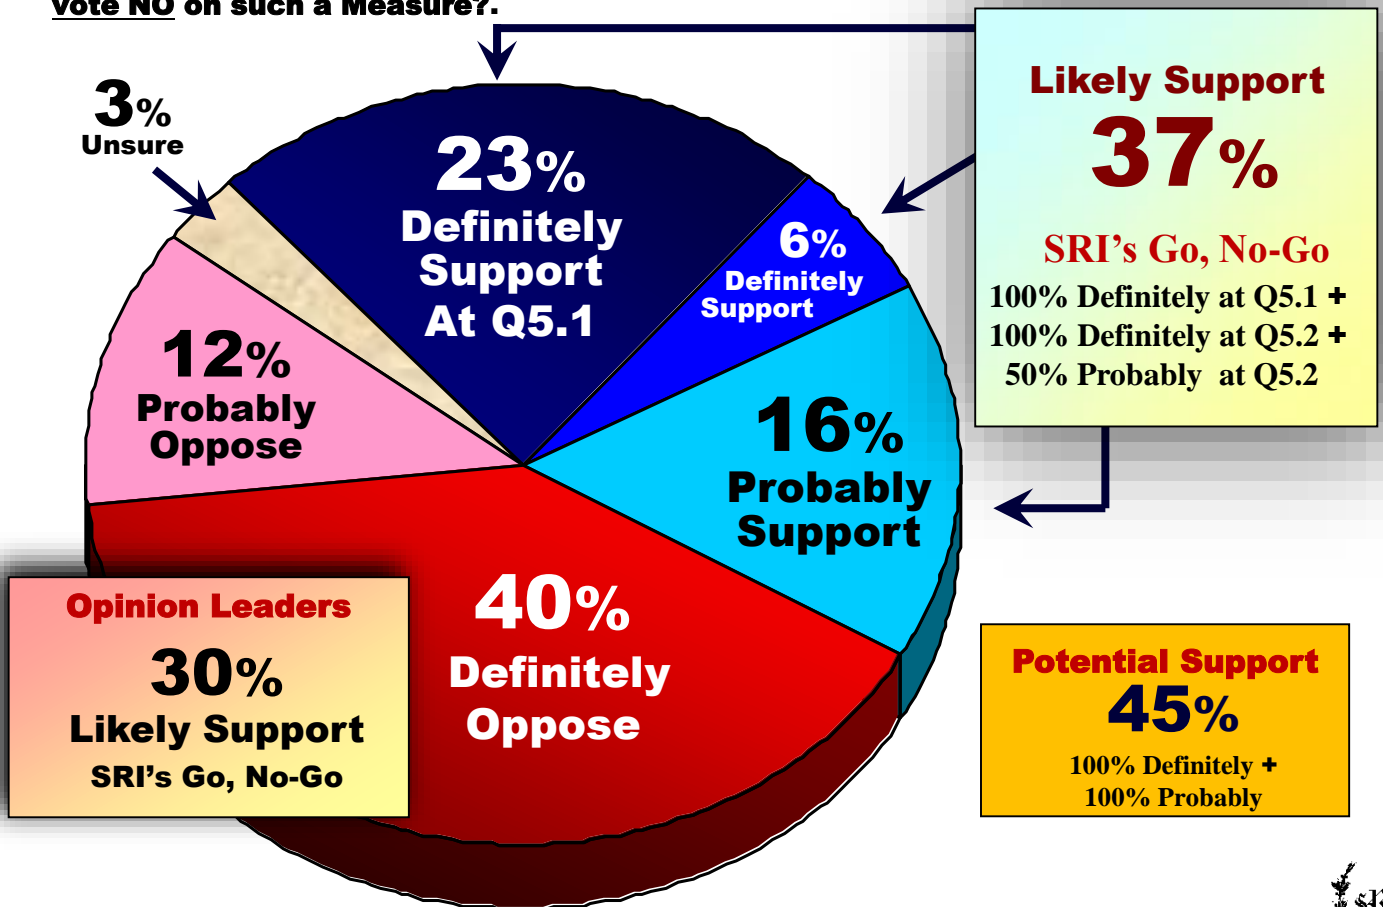 vote NO on such a Measure?.
3%
Unsure
23%
Definitely
Support
At Q5.1
6%
Definitely
Support
16%
Probably
Support
40%
Definitely
Oppose
12%
Probably
Oppose
Likely Support
37%
SRI’s Go, No-Go
100% Definitely at Q5.1 +
100% Definitely at Q5.2 +
50% Probably at Q5.2
Opinion Leaders
30%
Likely Support
SRI’s Go, No-Go
Potential Support
45%
100% Definitely +
100% Probably